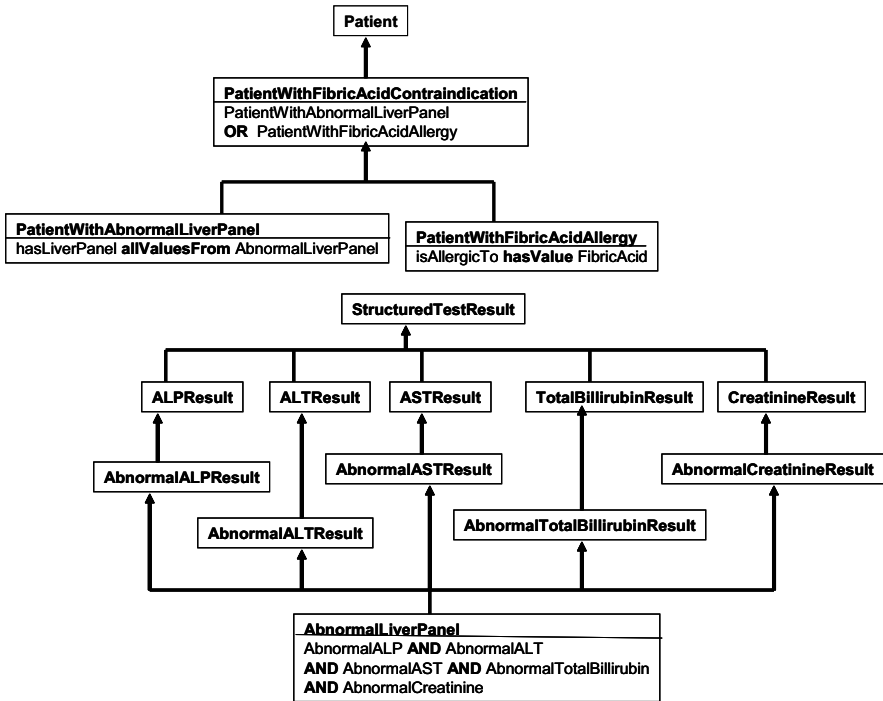 Patient
PatientWithFibricAcidContraindication
PatientWithAbnormalLiverPanel
OR PatientWithFibricAcidAllergy
PatientWithAbnormalLiverPanel
hasLiverPanel allValuesFrom AbnormalLiverPanel
PatientWithFibricAcidAllergy
isAllergicTo hasValue FibricAcid
StructuredTestResult
ALPResult
ALTResult
ASTResult
TotalBillirubinResult
CreatinineResult
AbnormalALPResult
AbnormalASTResult
AbnormalCreatinineResult
AbnormalALTResult
AbnormalTotalBillirubinResult
AbnormalLiverPanel
AbnormalALP AND AbnormalALT
AND AbnormalAST AND AbnormalTotalBillirubin
AND AbnormalCreatinine